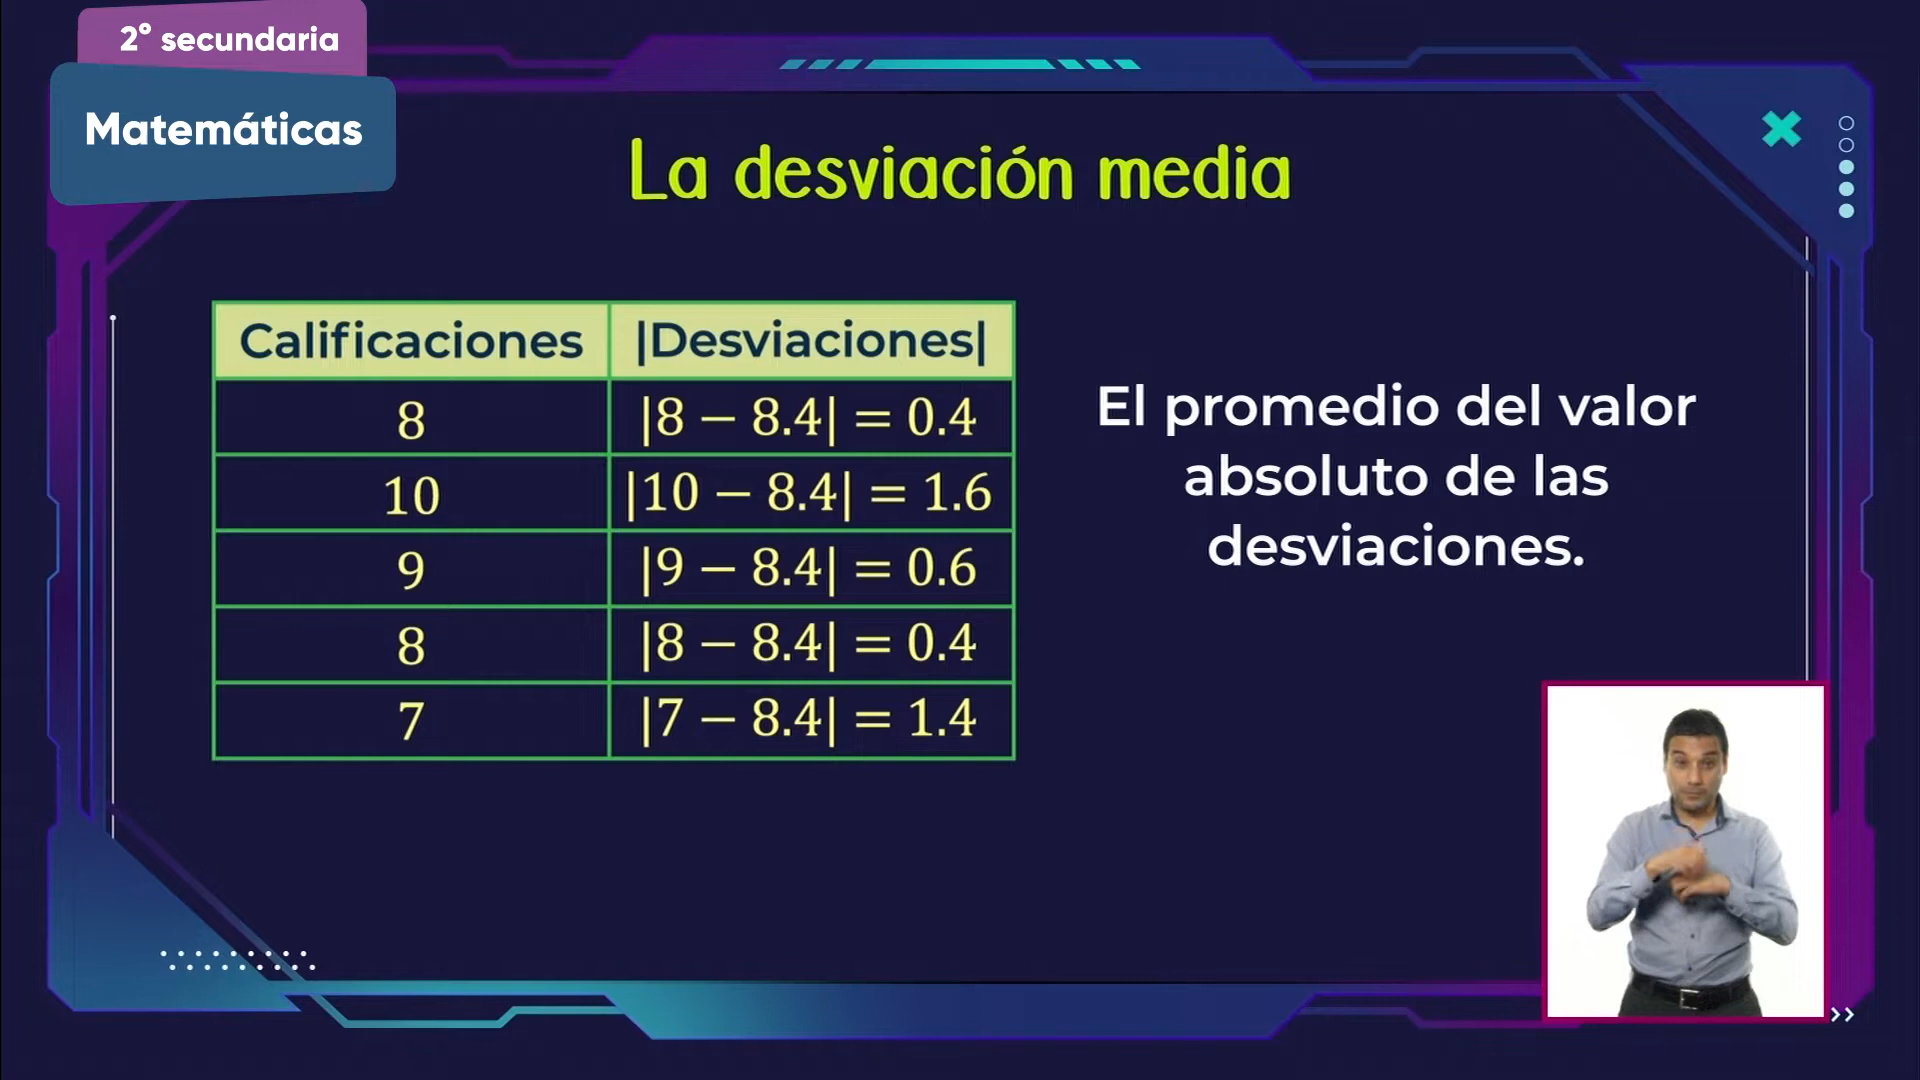 2° secundaria
Matemáticas
La desviación media
Calificaciones |Desviaciones|
8 |8 − 8.4| = 0.4
10 |10 − 8.4| = 1.6
9 |9 − 8.4| = 0.6
8 |8 − 8.4| = 0.4
7 |7 − 8.4| = 1.4
El promedio del valor
absoluto de las
desviaciones.